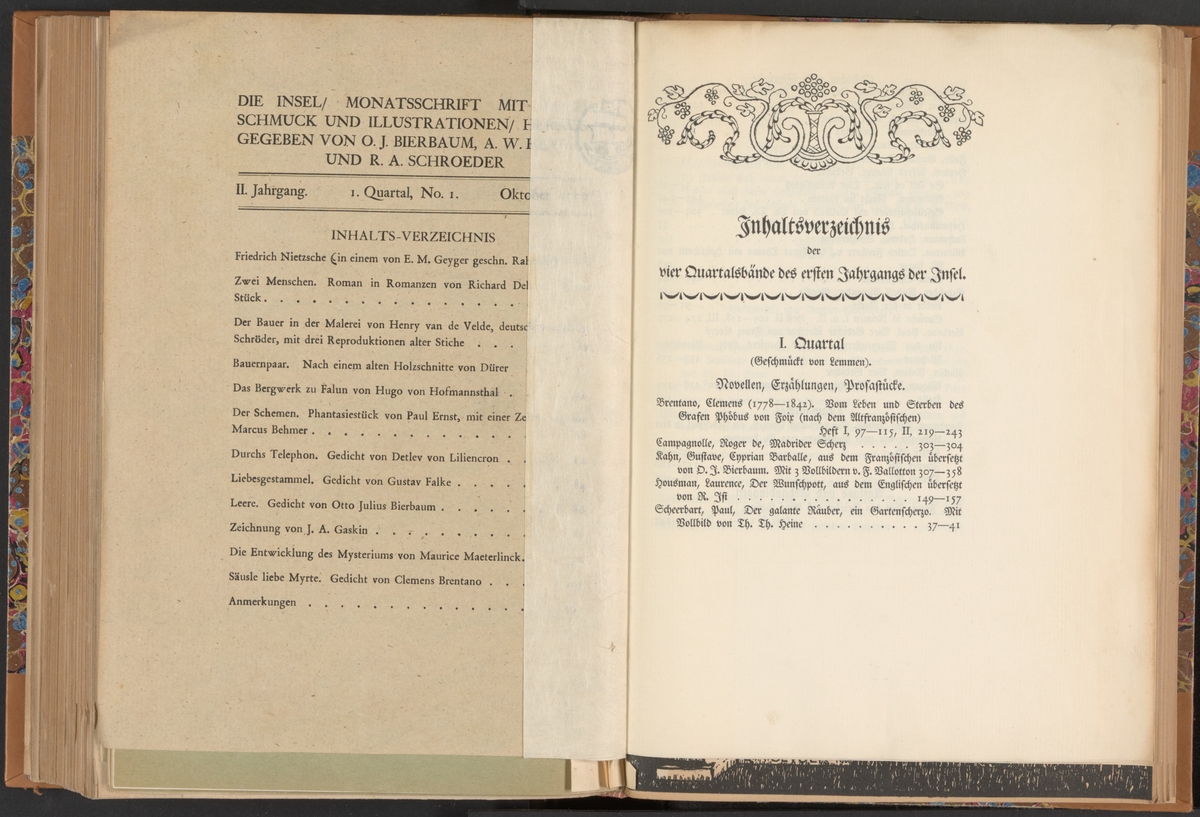 DIE INSEL/ MONATSSCHRIFT MIT
SCHMUCK UND ILLUSTRATIONEN/
GEGEBEN VON O. J. BIERBAUM, A. W.
UND R. A. SCHROEDER
II. Jahrgang. 1. Quartal, No. 1. Okto
INHALTS-VERZEICHNIS
Friedrich Nietzsche (in einem von E. M. Geyger geschn.
Zwei Menschen. Roman in Romanzen von Richard
Stück . . . . . . . . . . . . . . . .
Der Bauer in der Malerei von Henry van de Velde,
Schröder, mit drei Reproduktionen alter Stiche . . .
Bauernpaar. Nach einem alten Holzschnitte von Dürer
Das Bergwerk zu Falun von Hugo von Hofmannsthal .
Der Schemen. Phantasiestück von Paul Ernst, mit einer
Marcus Behmer . . . . . . . . . . . . .
Durchs Telephon. Gedicht von Detlev von Liliencron . .
Liebesgestammel. Gedicht von Gustav Falke . . . . .
Leere. Gedicht von Otto Julius Bierbaum . . . . . .
Zeichnung von J. A. Gaskin . . . . . . . . . .
Die Entwicklung des Mysteriums von Maurice Maeterlinck.
Säusle liebe Myrte. Gedicht von Clemens Brentano . . .
Anmerkungen . . . . . . . . . . . . . .
Inhaltsverzeichnis
der
vier Quartalsbände des ersten Jahrgangs der Insel.
I. Quartal
(Geschmückt von Lemmen).
Novellen, Erzählungen, Prosastücke.
Brentano, Clemens (1778—1842). Vom Leben und Sterben des
Grafen Phöbus von Foix (nach dem Altfranzösischen)
Heft I, 97—115, II, 219—243
Campagnolle, Roger de, Madrider Scherz . . . . . 303—304
Kahn, Gustave, Cyprian Barballe, aus dem Französischen übersetzt
von O. J. Bierbaum. Mit 3 Vollbildern v. F. Vallotton 307—358
Housman, Laurence, Der Wunschpott, aus dem Englischen übersetzt
von R. Isi . . . . . . . . . . . . . . . . 149—157
Scheerbart, Paul, Der galante Räuber, ein Gartenscherzo. Mit
Vollbild von Th. Th. Heine . . . . . . . . . . 37—41